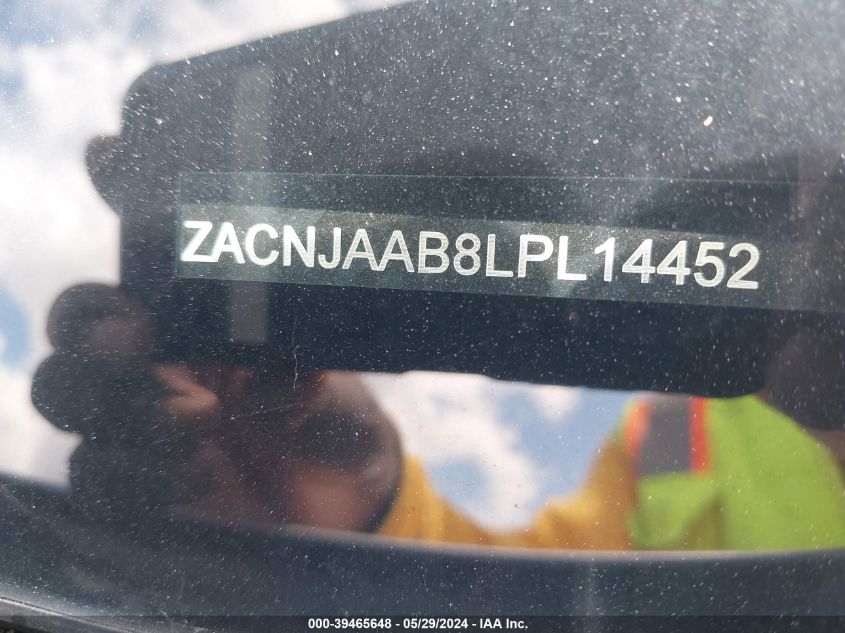 ZACNJAAB8LPL14452
000-39465648 - 05/29/2024 - IAA Inc.